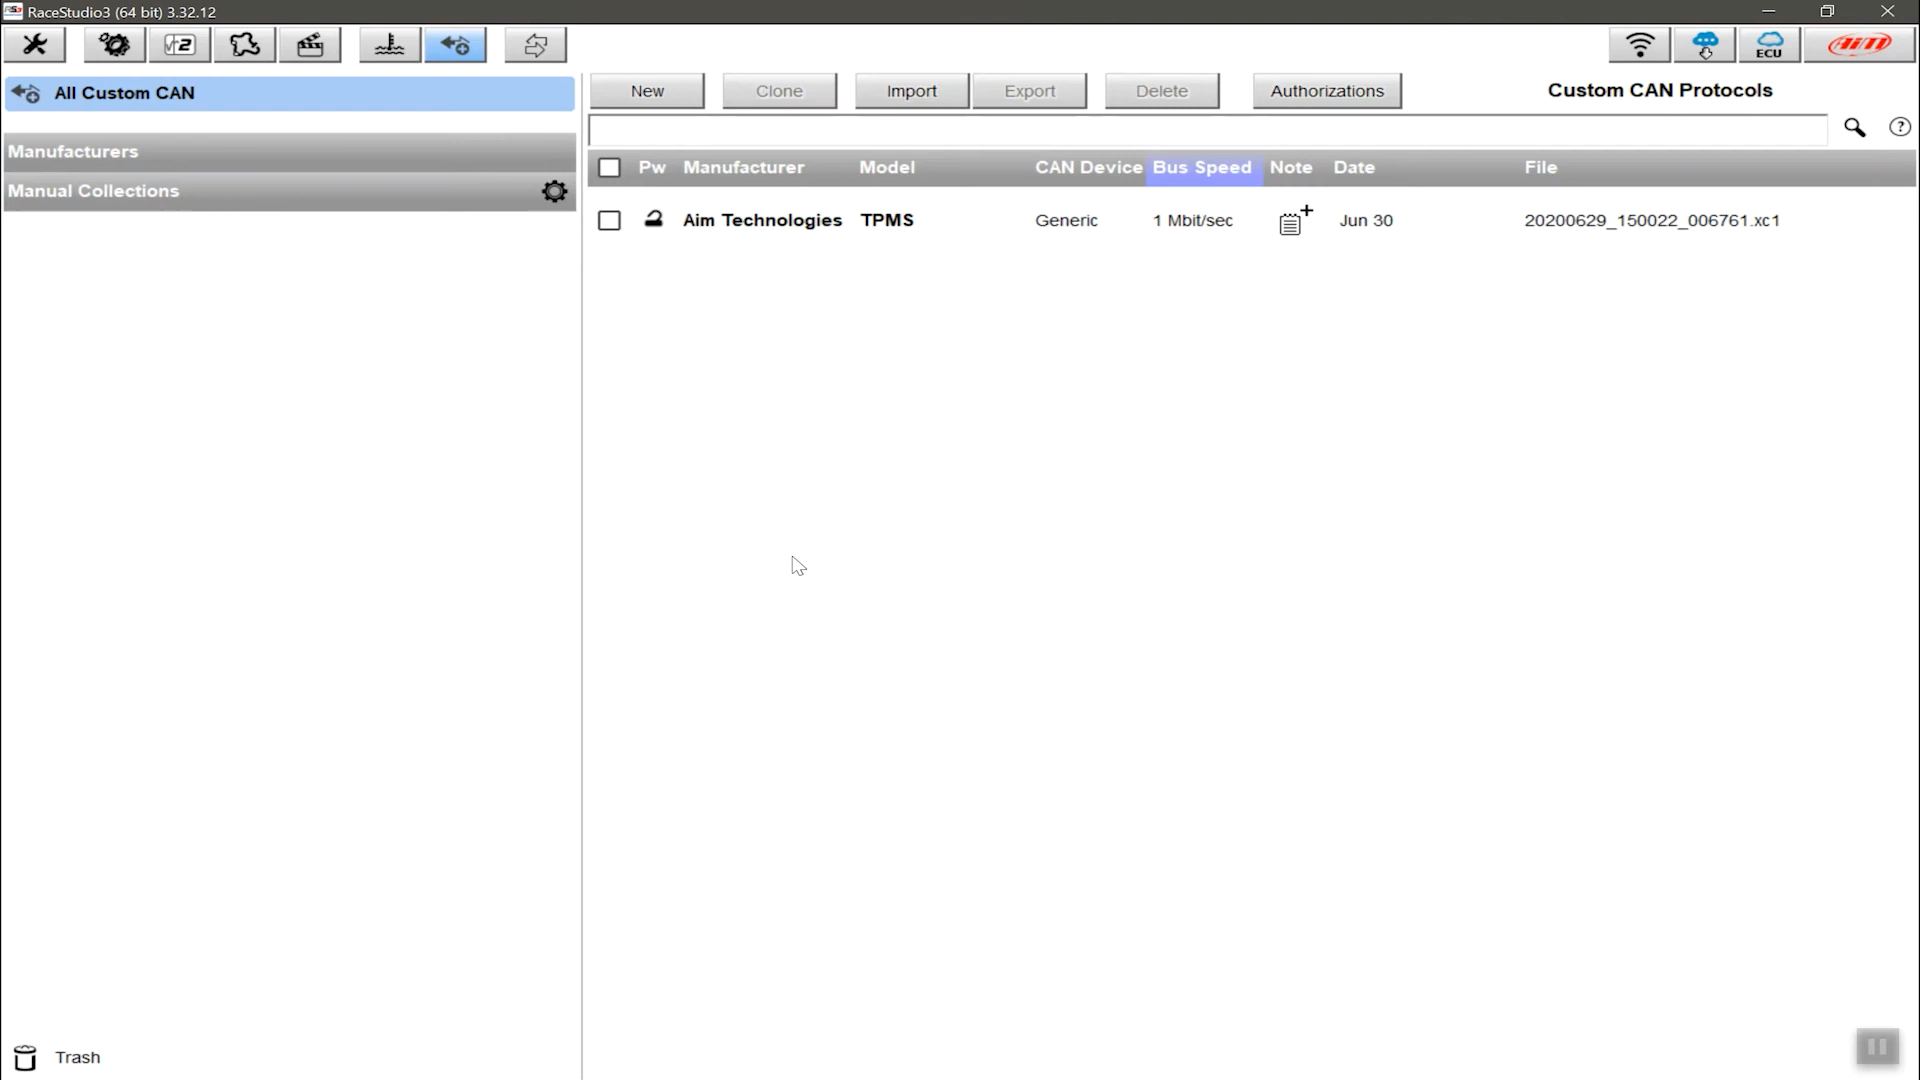 RaceStudio3 (64 bit) 3.32.12
ECU
AiM
All Custom CAN
New Clone Import Export Delete Authorizations Custom CAN Protocols
Manufacturers
Manual Collections
Pw Manufacturer Model CAN Device Bus Speed Note Date File
Aim Technologies TPMS Generic 1 Mbit/sec Jun 30 20200629_150022_006761.xc1
Trash